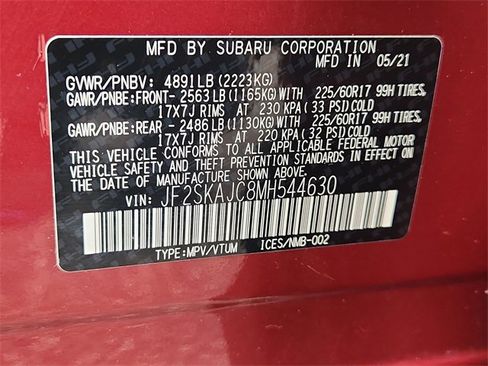 MFD BY SUBARU CORPORATION IN 05/21
GVWR/PNBV: 4891LB(2223KG)
GAWR/PNBE:FRONT- 2563LB(1165KG)WITH 225/60R17 99H TIRES,
17X7J RIMS, AT 230 KPA(33 PSI)COLD
GAWR/PNBE:REAR - 2486LB(1130KG)WITH 225/60R17 99H TIRES,
17X7J RIMS, AT 220 KPA(32 PSI)COLD
THIS VEHICLE CONFORMS TO ALL APPLICABLE FEDERAL MOTOR
VEHICLE SAFETY AND THEFT PREVENTION STANDARDS IN EFFECT
ON THE DATE OF MANUFACTURE SHOWN ABOVE.
VIN: JF2SKAJC8MH544630
TYPE:MPV/VTUM ICES/NMB-002